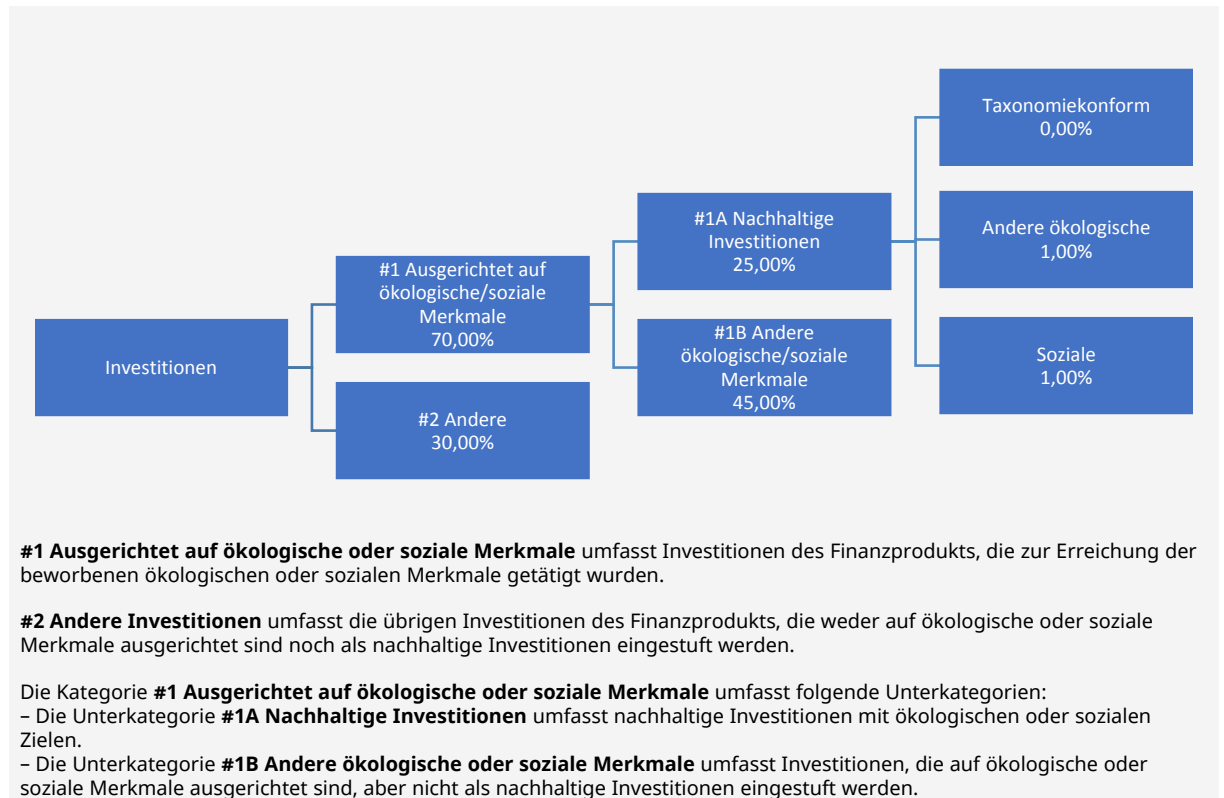 Investitionen
#1 Ausgerichtet auf
ökologische/soziale
Merkmale
70,00%
#2 Andere
30,00%
#1A Nachhaltige
Investitionen
25,00%
#1B Andere
ökologische/soziale
Merkmale
45,00%
Taxonomiekonform
0,00%
Andere ökologische
1,00%
Soziale
1,00%
#1 Ausgerichtet auf ökologische oder soziale Merkmale umfasst Investitionen des Finanzprodukts, die zur Erreichung der
beworbenen ökologischen oder sozialen Merkmale getätigt wurden.
#2 Andere Investitionen umfasst die übrigen Investitionen des Finanzprodukts, die weder auf ökologische oder soziale
Merkmale ausgerichtet sind noch als nachhaltige Investitionen eingestuft werden.
Die Kategorie #1 Ausgerichtet auf ökologische oder soziale Merkmale umfasst folgende Unterkategorien:
– Die Unterkategorie #1A Nachhaltige Investitionen umfasst nachhaltige Investitionen mit ökologischen oder sozialen
Zielen.
– Die Unterkategorie #1B Andere ökologische oder soziale Merkmale umfasst Investitionen, die auf ökologische oder
soziale Merkmale ausgerichtet sind, aber nicht als nachhaltige Investitionen eingestuft werden.